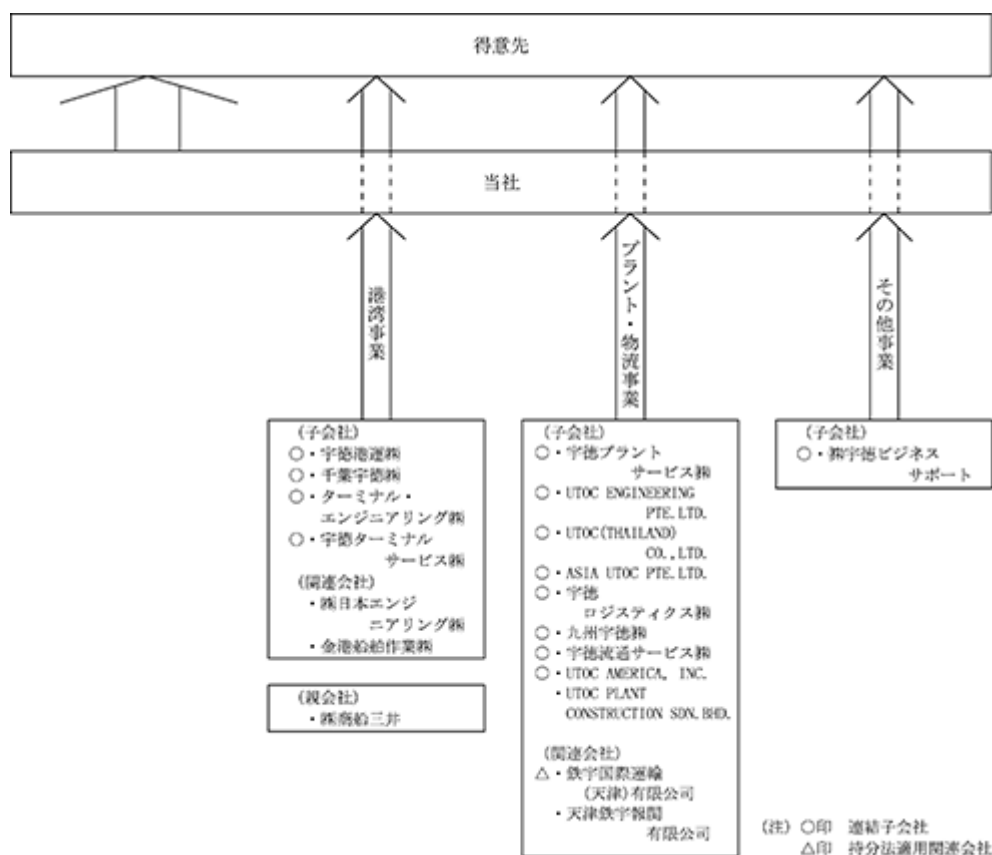 得意先
当社
港湾事業
プラント・物流事業
その他事業
(子会社)
○・宇徳港運㈱
○・千葉宇徳㈱
○・ターミナル・
エンジニアリング㈱
○・宇徳ターミナル
サービス㈱
(関連会社)
・㈱日本エンジ
ニアリング㈱
・金港船舶作業㈱
(親会社)
・㈱商船三井
(子会社)
○・宇徳プラント
サービス㈱
○・UTOC ENGINEERING
PTE.LTD.
○・UTOC(THAILAND)
CO.,LTD.
○・ASIA UTOC PTE.LTD.
○・宇徳
ロジスティクス㈱
○・九州宇徳㈱
○・宇徳流通サービス㈱
○・UTOC AMERICA, INC.
・UTOC PLANT
CONSTRUCTION SDN.BHD.
(関連会社)
△・鉄宇国際運輸
(天津)有限公司
・天津鉄宇報関
有限公司
(子会社)
○・㈱宇徳ビジネス
サポート
(注) ○印 連結子会社
△印 持分法適用関連会社